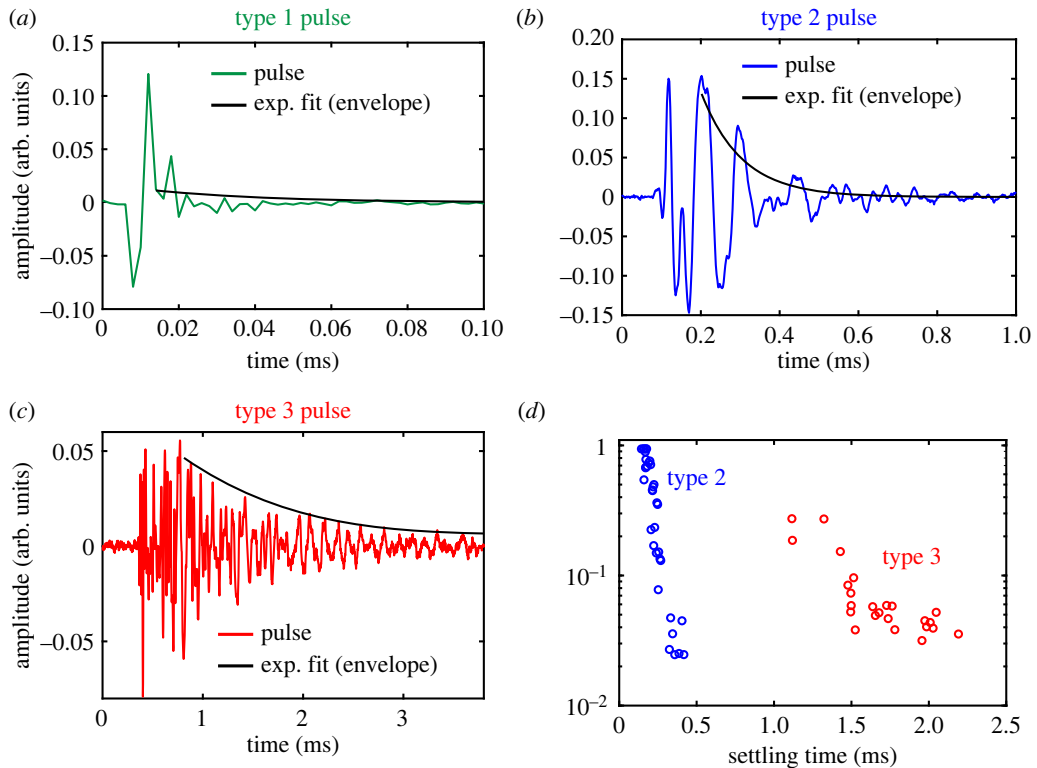 (a)
type 1 pulse
0.15
0.10
0.05
0
–0.05
–0.10
amplitude (arb. units)
pulse
exp. fit (envelope)
0 0.02 0.04 0.06 0.08 0.10
time (ms)
(b)
type 2 pulse
0.20
0.15
0.10
0.05
0
–0.05
–0.10
–0.15
pulse
exp. fit (envelope)
0 0.2 0.4 0.6 0.8 1.0
time (ms)
(c)
type 3 pulse
0.05
0
–0.05
amplitude (arb. units)
pulse
exp. fit (envelope)
0 1 2 3
time (ms)
(d)
1
10–1
10–2
type 2
type 3
0 0.5 1.0 1.5 2.0 2.5
settling time (ms)